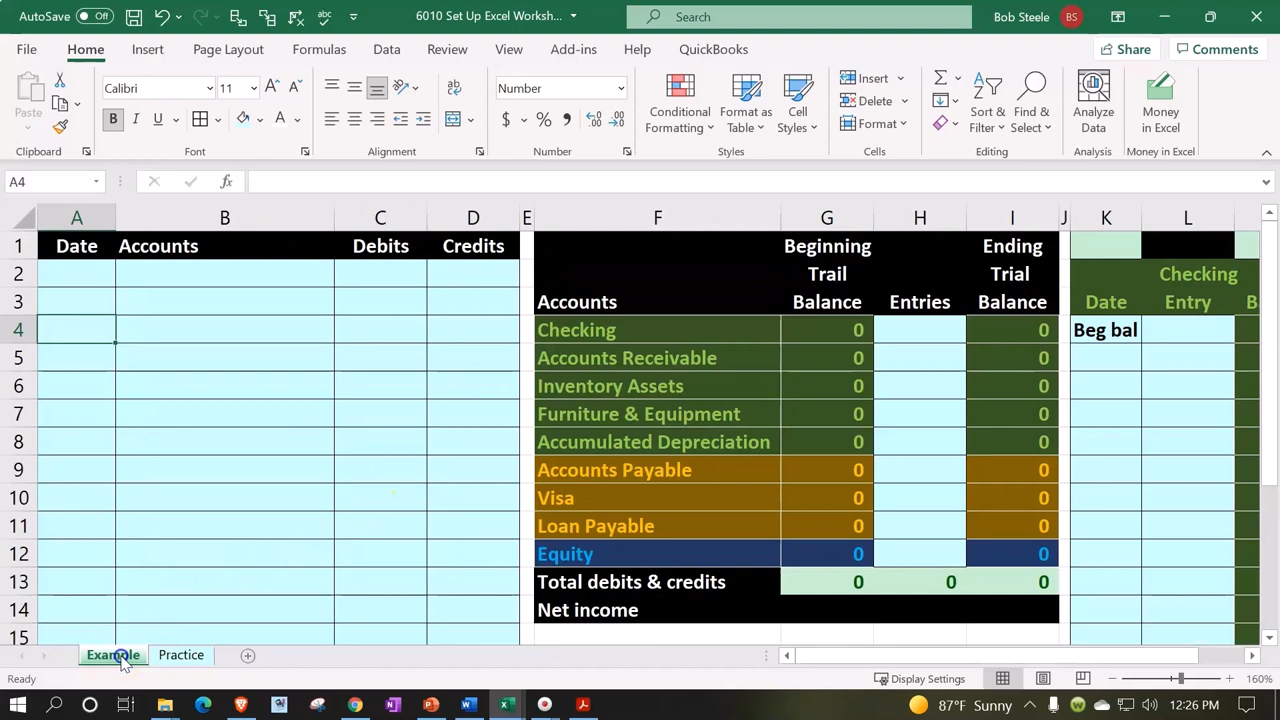 AutoSave Off 6010 Set Up Excel Worksh... Search Bob Steele BS
File Home Insert Page Layout Formulas Data Review View Add-ins Help QuickBooks Share Comments
Paste Calibri 11 Number Insert Delete Format
B I U $ % , Conditional Formatting Format as Table Cell Styles Sort & Filter Find & Select Analyze Data Money in Excel
Clipboard Font Alignment Number Styles Cells Editing Analysis Money in Excel
A4 fx
A B C D E F G H I J K L
1 Date Accounts Debits Credits Beginning Ending
2 Trail Trial Checking
3 Accounts Balance Entries Balance Date Entry B
4 Checking 0 0 Beg bal
5 Accounts Receivable 0 0
6 Inventory Assets 0 0
7 Furniture & Equipment 0 0
8 Accumulated Depreciation 0 0
9 Accounts Payable 0 0
10 Visa 0 0
11 Loan Payable 0 0
12 Equity 0 0
13 Total debits & credits 0 0 0
14 Net income
15
Example Practice
Ready Display Settings 160%
87°F Sunny 12:26 PM